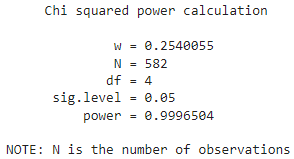 Chi squared power calculation
w = 0.2540055
N = 582
df = 4
sig.level = 0.05
power = 0.9996504
NOTE: N is the number of observations